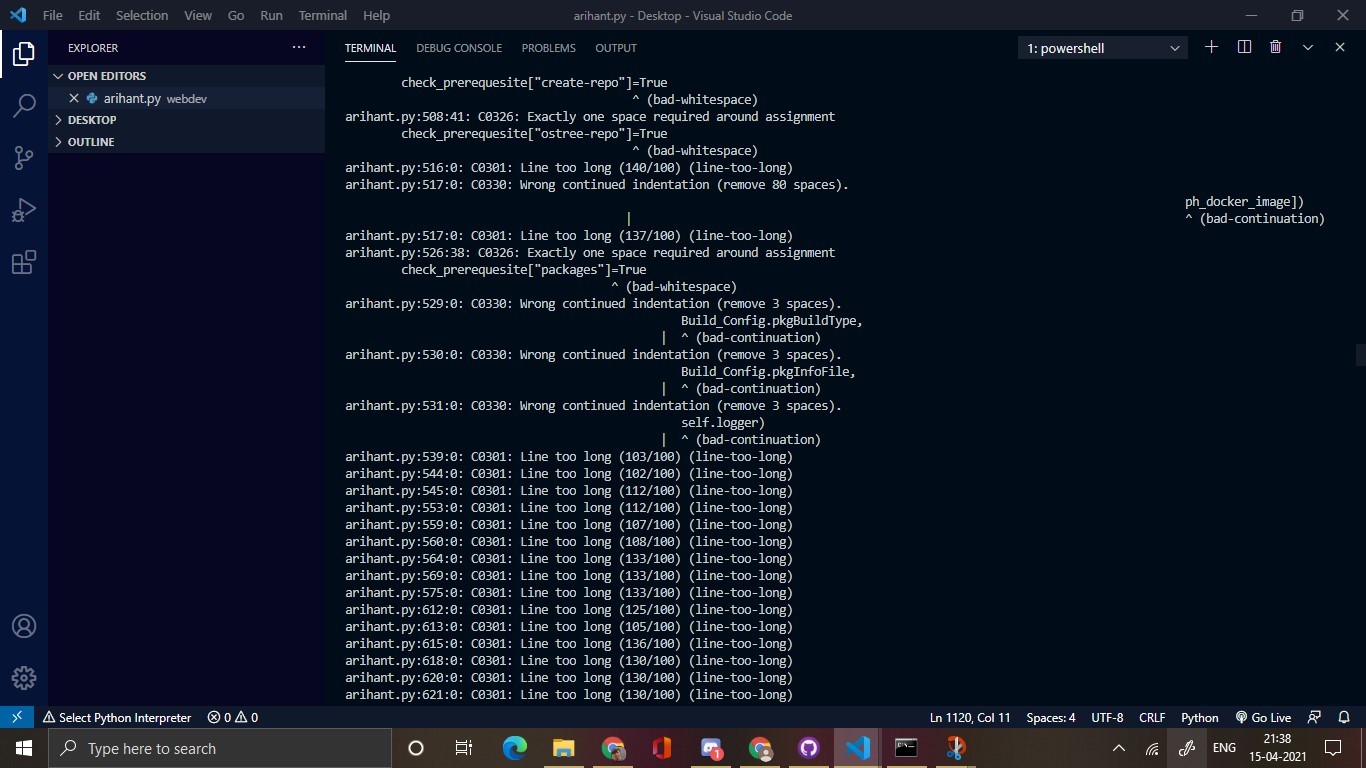 File Edit Selection View Go Run Terminal Help
arihant.py - Desktop - Visual Studio Code
EXPLORER
OPEN EDITORS
arihant.py webdev
DESKTOP
OUTLINE
TERMINAL DEBUG CONSOLE PROBLEMS OUTPUT
1: powershell
check_prerequesite["create-repo"]=True
^ (bad-whitespace)
arihant.py:508:41: C0326: Exactly one space required around assignment
check_prerequesite["ostree-repo"]=True
^ (bad-whitespace)
arihant.py:516:0: C0301: Line too long (140/100) (line-too-long)
arihant.py:517:0: C0330: Wrong continued indentation (remove 80 spaces).
ph_docker_image])
| ^ (bad-continuation)
arihant.py:517:0: C0301: Line too long (137/100) (line-too-long)
arihant.py:526:38: C0326: Exactly one space required around assignment
check_prerequesite["packages"]=True
^ (bad-whitespace)
arihant.py:529:0: C0330: Wrong continued indentation (remove 3 spaces).
Build_Config.pkgBuildType,
| ^ (bad-continuation)
arihant.py:530:0: C0330: Wrong continued indentation (remove 3 spaces).
Build_Config.pkgInfoFile,
| ^ (bad-continuation)
arihant.py:531:0: C0330: Wrong continued indentation (remove 3 spaces).
self.logger)
| ^ (bad-continuation)
arihant.py:539:0: C0301: Line too long (103/100) (line-too-long)
arihant.py:544:0: C0301: Line too long (102/100) (line-too-long)
arihant.py:545:0: C0301: Line too long (112/100) (line-too-long)
arihant.py:553:0: C0301: Line too long (112/100) (line-too-long)
arihant.py:559:0: C0301: Line too long (107/100) (line-too-long)
arihant.py:560:0: C0301: Line too long (108/100) (line-too-long)
arihant.py:564:0: C0301: Line too long (133/100) (line-too-long)
arihant.py:569:0: C0301: Line too long (133/100) (line-too-long)
arihant.py:575:0: C0301: Line too long (133/100) (line-too-long)
arihant.py:612:0: C0301: Line too long (125/100) (line-too-long)
arihant.py:613:0: C0301: Line too long (105/100) (line-too-long)
arihant.py:615:0: C0301: Line too long (136/100) (line-too-long)
arihant.py:618:0: C0301: Line too long (130/100) (line-too-long)
arihant.py:620:0: C0301: Line too long (130/100) (line-too-long)
arihant.py:621:0: C0301: Line too long (130/100) (line-too-long)
Select Python Interpreter 0 0
Ln 1120, Col 11 Spaces: 4 UTF-8 CRLF Python Go Live
Type here to search
1
ENG
21:38
15-04-2021